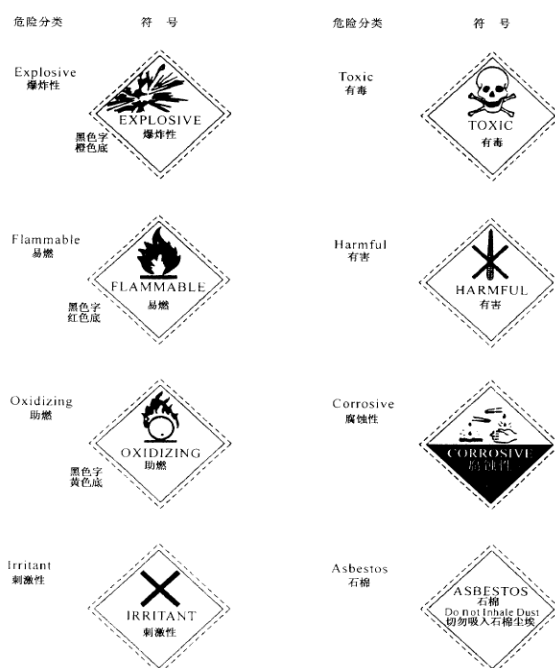 危险分类 符 号
Explosive
爆炸性
EXPLOSIVE
爆炸性
黑色字
橙色底
Flammable
易燃
FLAMMABLE
易燃
黑色字
红色底
Oxidizing
助燃
OXIDIZING
助燃
黑色字
黄色底
Irritant
刺激性
IRRITANT
刺激性
危险分类 符 号
Toxic
有毒
TOXIC
有毒
Harmful
有害
HARMFUL
有害
Corrosive
腐蚀性
CORROSIVE
腐蚀性
Asbestos
石棉
ASBESTOS
石棉
Do not Inhale Dust
切勿吸入石棉尘埃